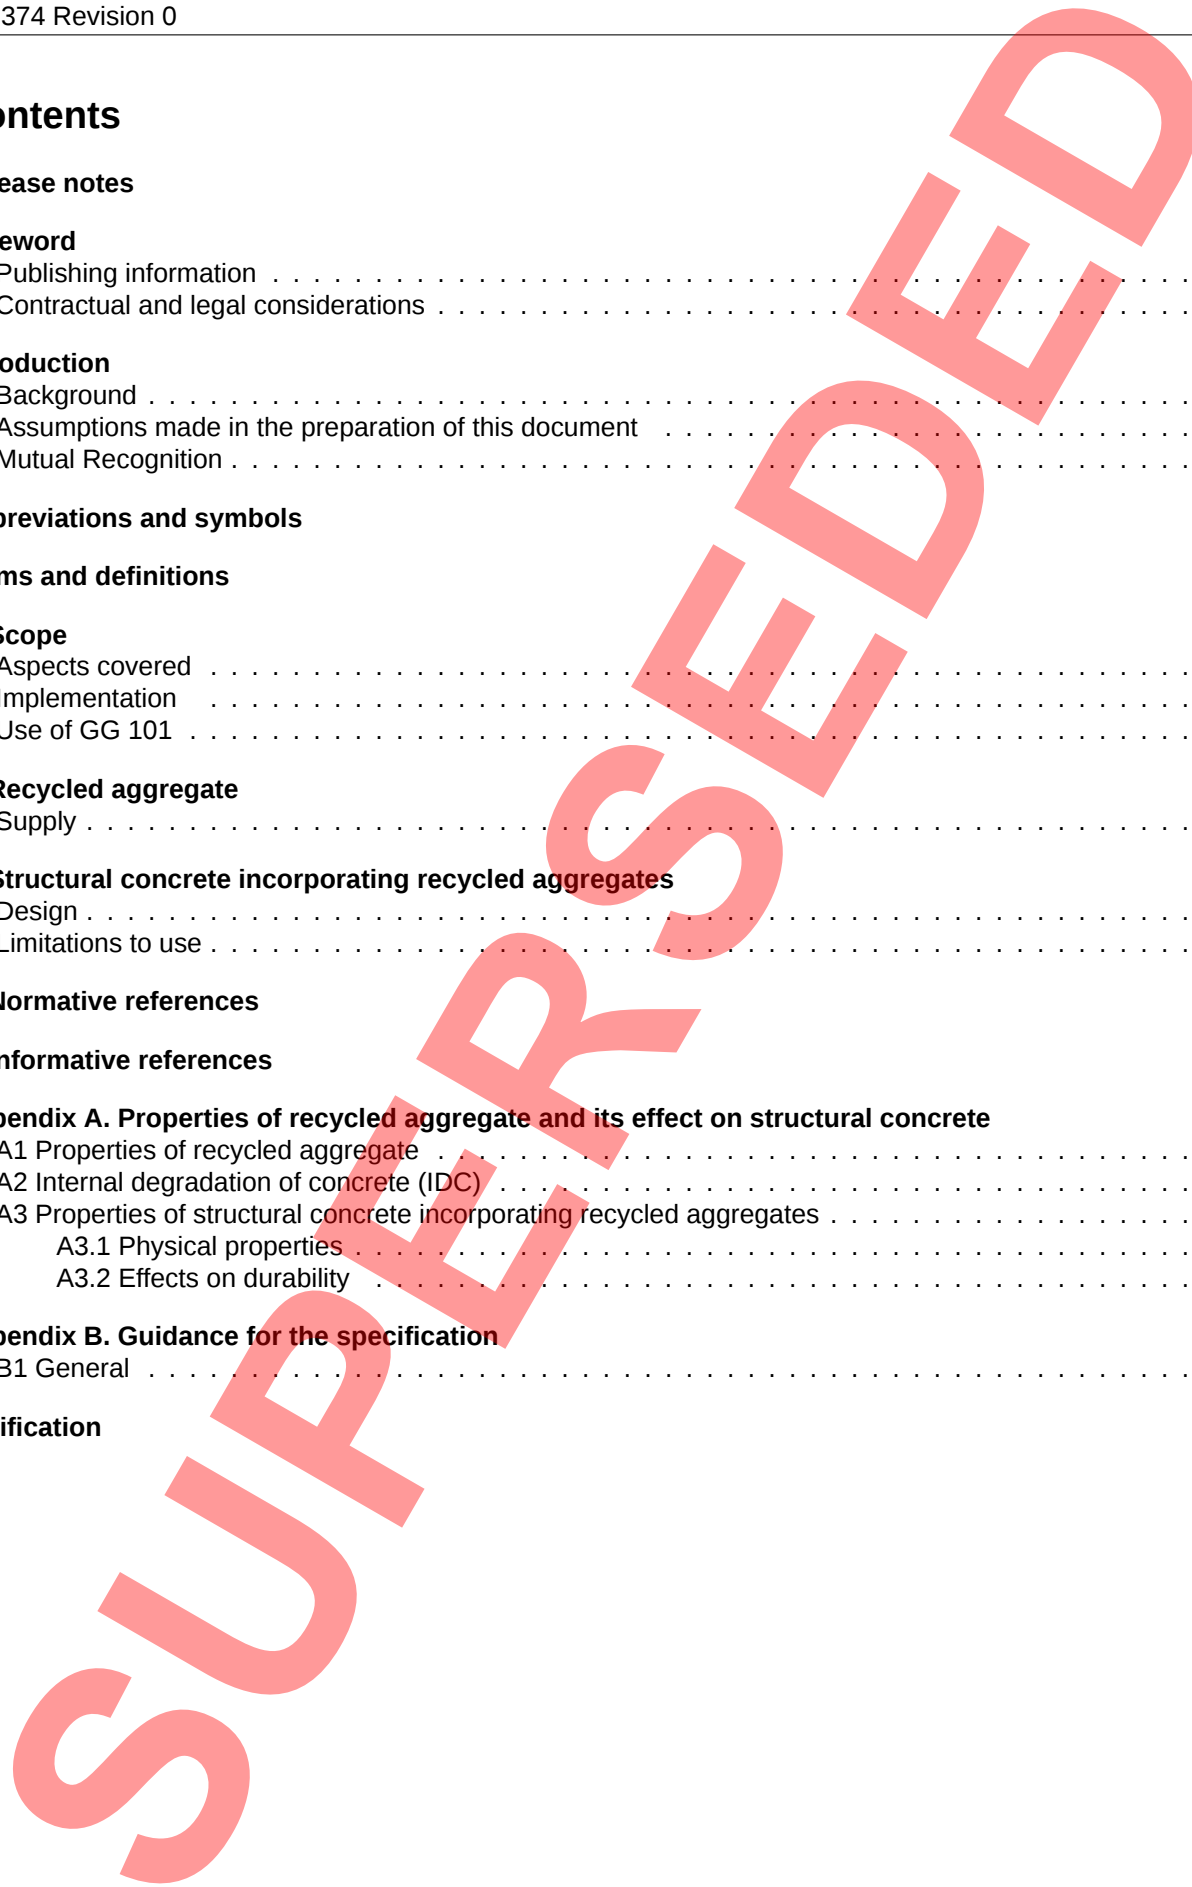 374 Revision 0
ontents
ease notes
eword
Publishing information . . . . . . . . . . . . . . . . . . . . . . . . . . . . . . . . . . . . . . . . . . . . .
Contractual and legal considerations . . . . . . . . . . . . . . . . . . . . . . . . . . . . . . . . . . . . .
oduction
Background . . . . . . . . . . . . . . . . . . . . . . . . . . . . . . . . . . . . . . . . . . . . . . . . . . .
Assumptions made in the preparation of this document . . . . . . . . . . . . . . . . . . . . . . . . . .
Mutual Recognition . . . . . . . . . . . . . . . . . . . . . . . . . . . . . . . . . . . . . . . . . . . . . . .
breviations and symbols
ms and definitions
Scope
Aspects covered . . . . . . . . . . . . . . . . . . . . . . . . . . . . . . . . . . . . . . . . . . . . . . . .
Implementation . . . . . . . . . . . . . . . . . . . . . . . . . . . . . . . . . . . . . . . . . . . . . . . .
Use of GG 101 . . . . . . . . . . . . . . . . . . . . . . . . . . . . . . . . . . . . . . . . . . . . . . . . .
Recycled aggregate
Supply . . . . . . . . . . . . . . . . . . . . . . . . . . . . . . . . . . . . . . . . . . . . . . . . . . . . . .
Structural concrete incorporating recycled aggregates
Design . . . . . . . . . . . . . . . . . . . . . . . . . . . . . . . . . . . . . . . . . . . . . . . . . . . . . .
Limitations to use . . . . . . . . . . . . . . . . . . . . . . . . . . . . . . . . . . . . . . . . . . . . . . . .
Normative references
nformative references
pendix A. Properties of recycled aggregate and its effect on structural concrete
A1 Properties of recycled aggregate . . . . . . . . . . . . . . . . . . . . . . . . . . . . . . . . . . . . .
A2 Internal degradation of concrete (IDC) . . . . . . . . . . . . . . . . . . . . . . . . . . . . . . . . . .
A3 Properties of structural concrete incorporating recycled aggregates . . . . . . . . . . . . . . . . . .
A3.1 Physical properties . . . . . . . . . . . . . . . . . . . . . . . . . . . . . . . . . . . . . . . . .
A3.2 Effects on durability . . . . . . . . . . . . . . . . . . . . . . . . . . . . . . . . . . . . . . . .
pendix B. Guidance for the specification
B1 General . . . . . . . . . . . . . . . . . . . . . . . . . . . . . . . . . . . . . . . . . . . . . . . . . . .
ification
SUPERSEDED